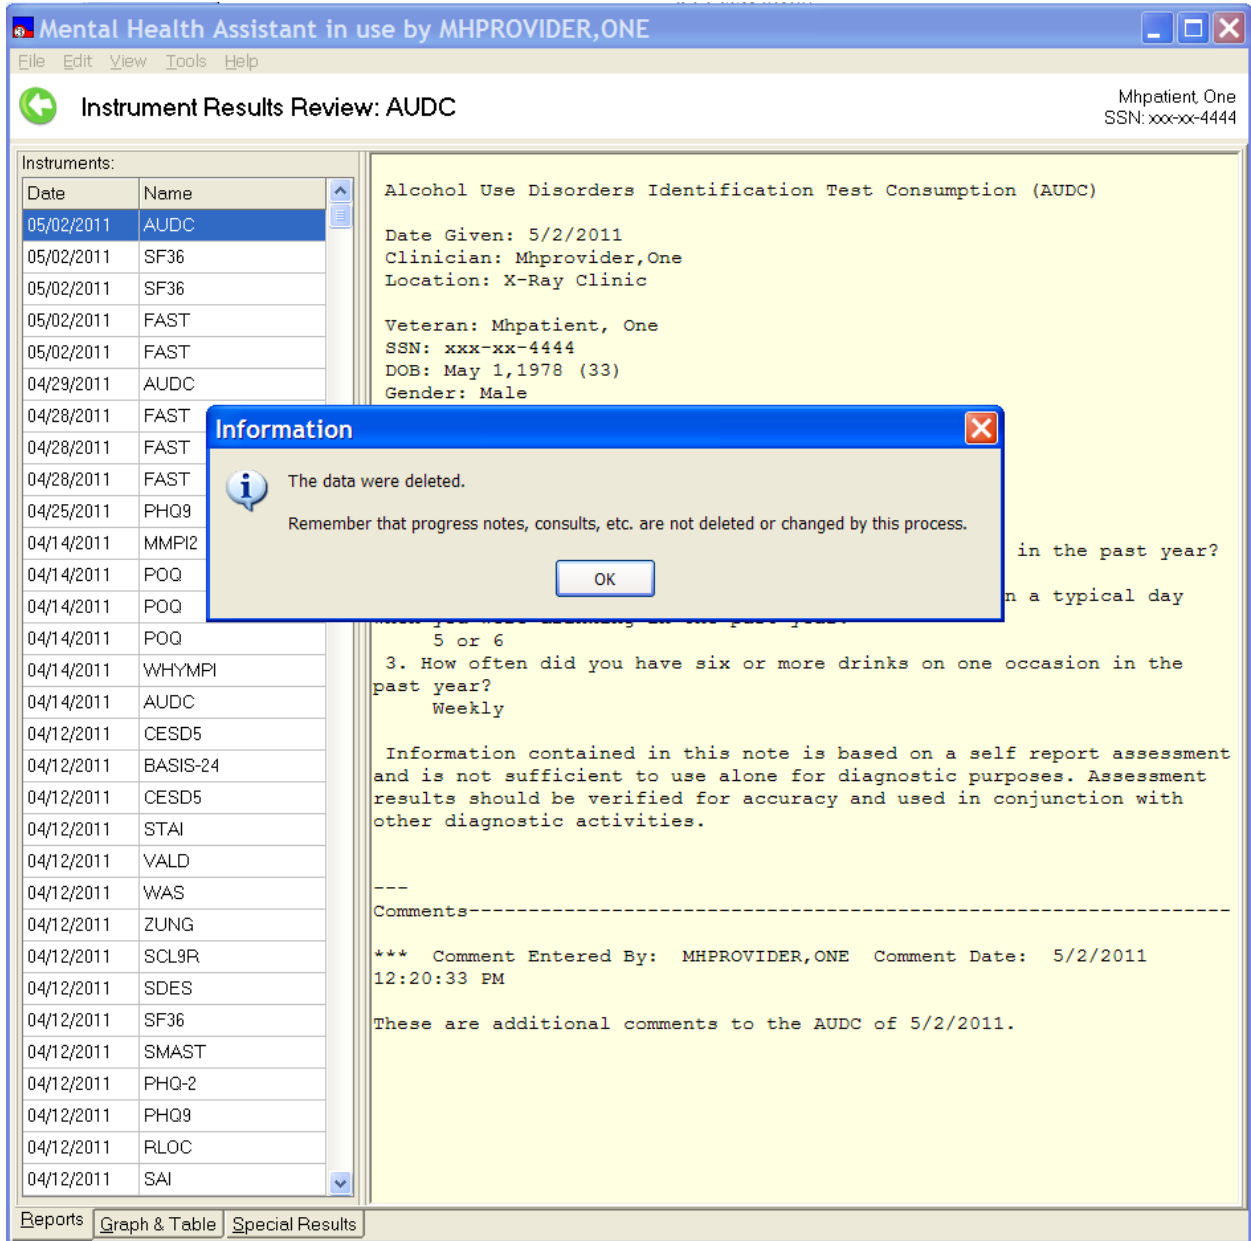 Mental Health Assistant in use by MHPROVIDER,ONE
File Edit View Tools Help
Instrument Results Review: AUDC
Mhpatient, One
SSN: xxx-xx-4444
Instruments:
Date Name
05/02/2011 AUDC
05/02/2011 SF36
05/02/2011 SF36
05/02/2011 FAST
05/02/2011 FAST
04/29/2011 AUDC
04/28/2011 FAST
04/28/2011 FAST
04/28/2011 FAST
04/25/2011 PHQ9
04/14/2011 MMPI2
04/14/2011 POQ
04/14/2011 POQ
04/14/2011 POQ
04/14/2011 WHYMPI
04/14/2011 AUDC
04/12/2011 CESD5
04/12/2011 BASIS-24
04/12/2011 CESD5
04/12/2011 STAI
04/12/2011 VALD
04/12/2011 WAS
04/12/2011 ZUNG
04/12/2011 SCL9R
04/12/2011 SDES
04/12/2011 SF36
04/12/2011 SMAST
04/12/2011 PHQ-2
04/12/2011 PHQ9
04/12/2011 RLOC
04/12/2011 SAI
Alcohol Use Disorders Identification Test Consumption (AUDC)
Date Given: 5/2/2011
Clinician: Mhprovider,One
Location: X-Ray Clinic
Veteran: Mhpatient, One
SSN: xxx-xx-4444
DOB: May 1,1978 (33)
Gender: Male
Information
The data were deleted.
Remember that progress notes, consults, etc. are not deleted or changed by this process.
OK
in the past year?
n a typical day
5 or 6
3. How often did you have six or more drinks on one occasion in the
past year?
Weekly
Information contained in this note is based on a self report assessment
and is not sufficient to use alone for diagnostic purposes. Assessment
results should be verified for accuracy and used in conjunction with
other diagnostic activities.
---
Comments---------------------------------------------------------------
*** Comment Entered By: MHPROVIDER,ONE Comment Date: 5/2/2011
12:20:33 PM
These are additional comments to the AUDC of 5/2/2011.
Reports Graph & Table Special Results